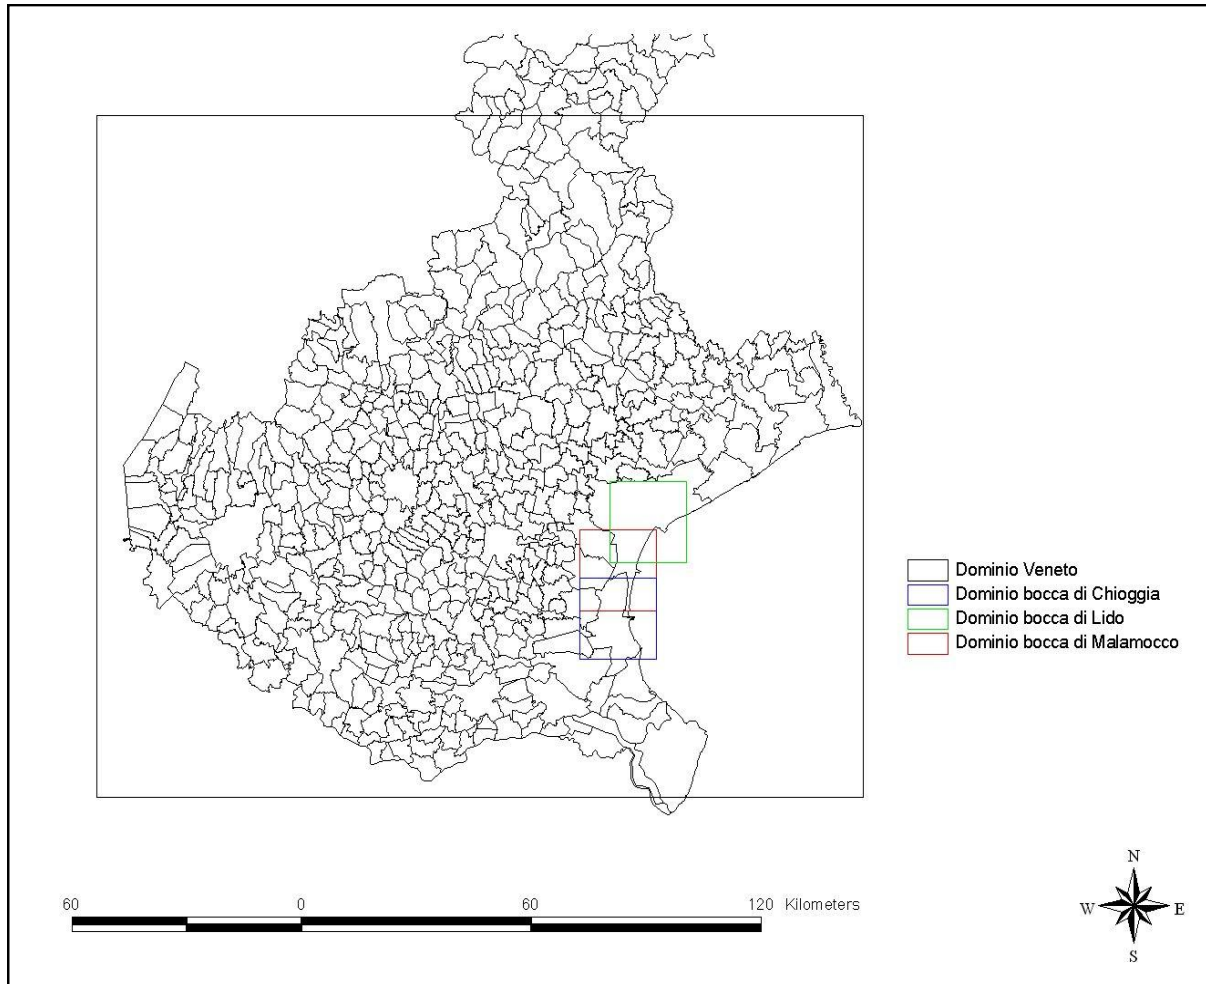 Dominio Veneto
Dominio bocca di Chioggia
Dominio bocca di Lido
Dominio bocca di Malamocco
60 0 60 120 Kilometers
N
W E
S